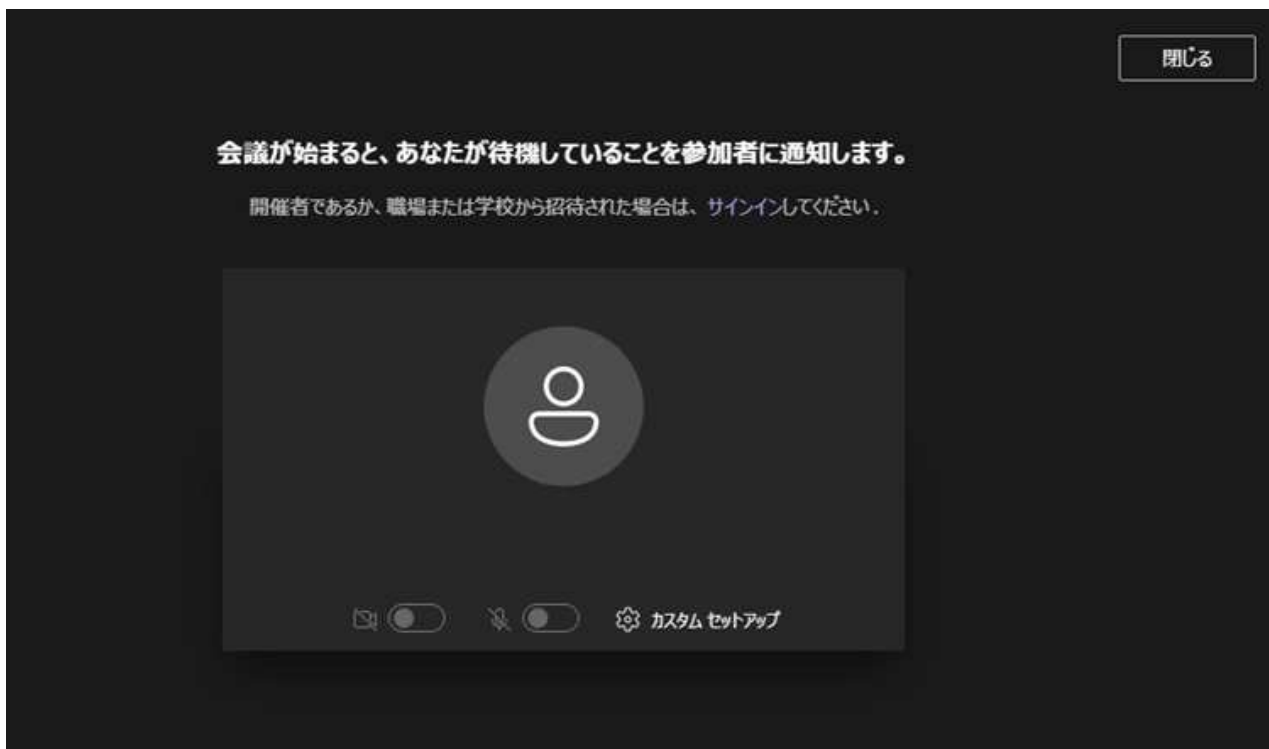 閉じる
会議が始まると、あなたが待機していることを参加者に通知します。
開催者であるか、職場または学校から招待された場合は、サインインしてください.
カスタム セットアップ